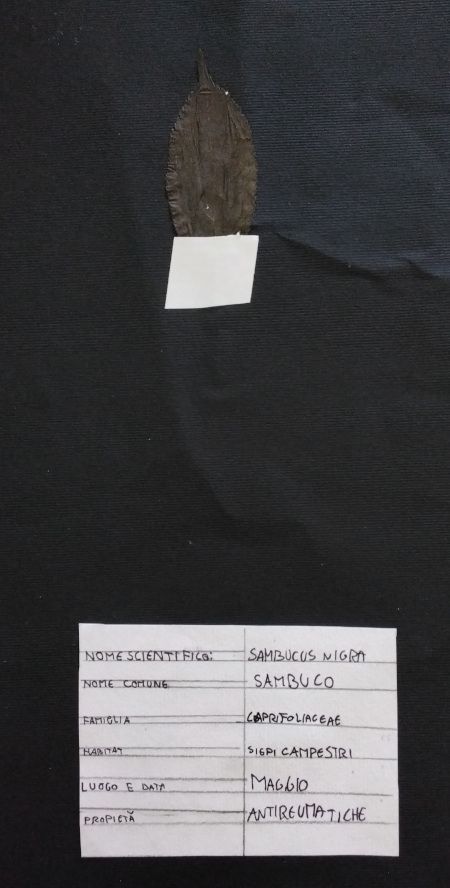 NOME SCIENTIFICO: SAMBUCUS NIGRA
NOME COMUNE SAMBUCO
FAMIGLIA CAPRIFOLIACEAE
HABITAT SIEPI CAMPESTRI
LUOGO E DATA MAGGIO
PROPIETÀ ANTIREUMATICHE